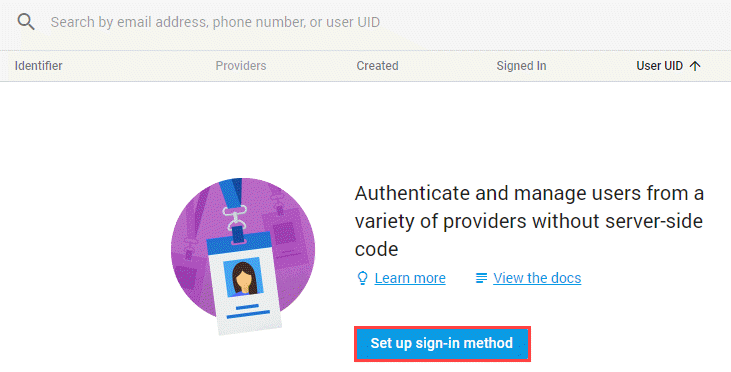 Search by email address, phone number, or user UID
Identifier Providers Created Signed In User UID
Authenticate and manage users from a
variety of providers without server-side
code
Learn more View the docs
Set up sign-in method